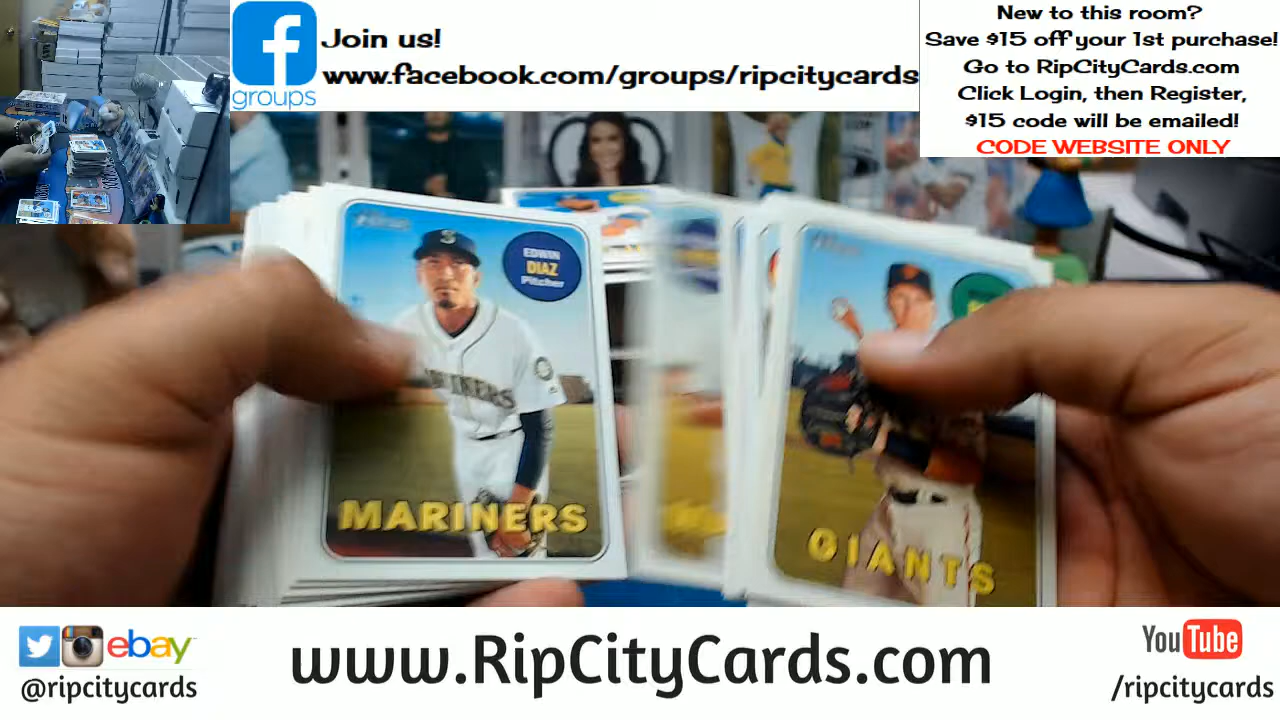 Join us!
www.facebook.com/groups/ripcitycards
groups
New to this room?
Save $15 off your 1st purchase!
Go to RipCityCards.com
Click Login, then Register,
$15 code will be emailed!
CODE WEBSITE ONLY
EDWIN
DIAZ
Pitcher
S
MARINERS
MARINERS
GIANTS
ebay
@ripcitycards
www.RipCityCards.com
YouTube
/ripcitycards